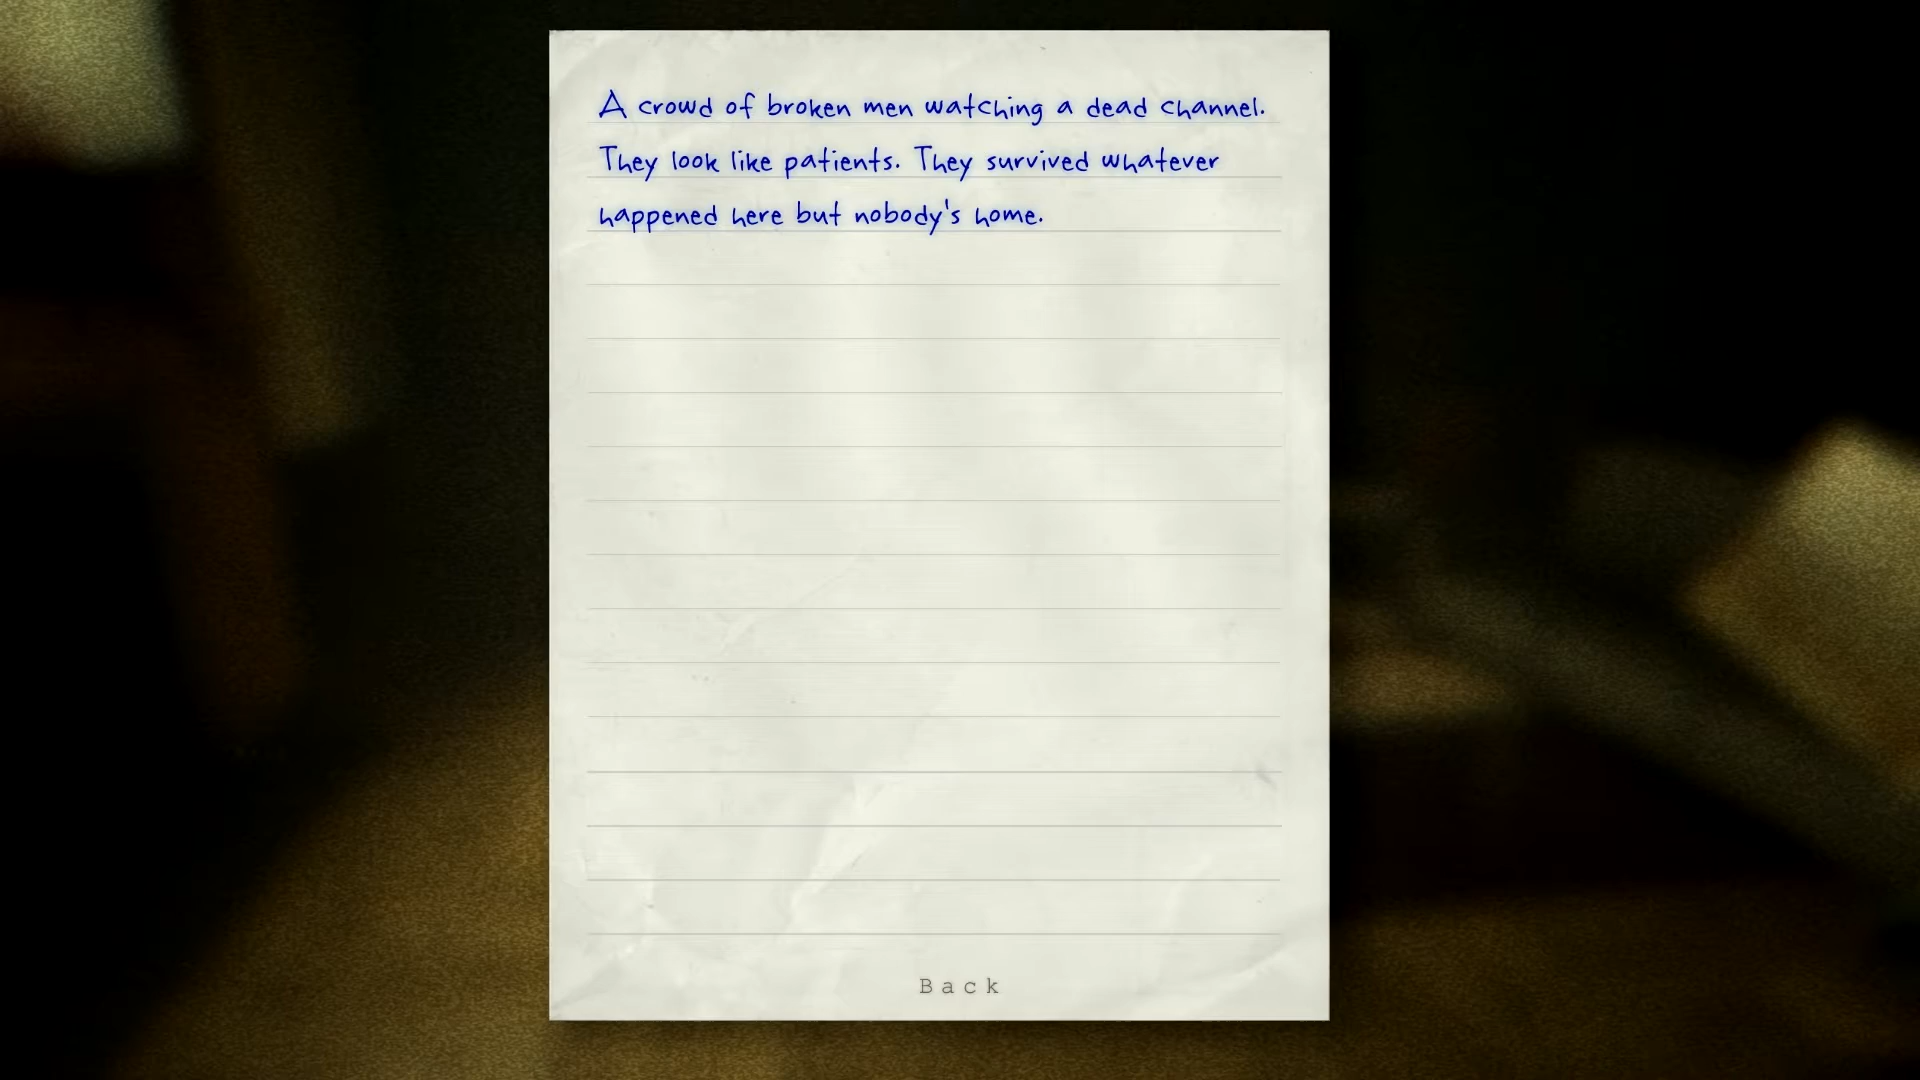 A crowd of broken men watching a dead channel.
They look like patients. They survived whatever
happened here but nobody's home.
Back